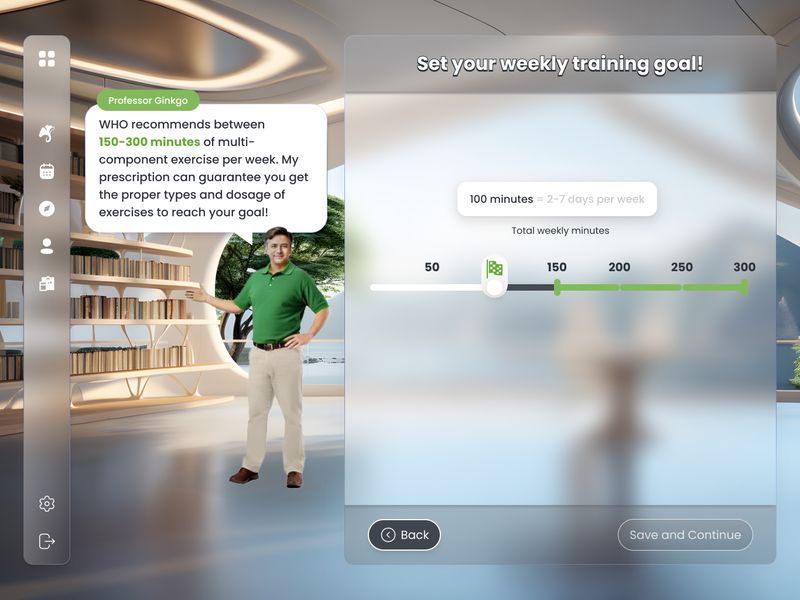 Set your weekly training goal!
Professor Ginkgo
WHO recommends between
150-300 minutes of multi-
component exercise per week. My
prescription can guarantee you get
the proper types and dosage of
exercises to reach your goal!
100 minutes = 2-7 days per week
Total weekly minutes
50 150 200 250 300
Back
Save and Continue